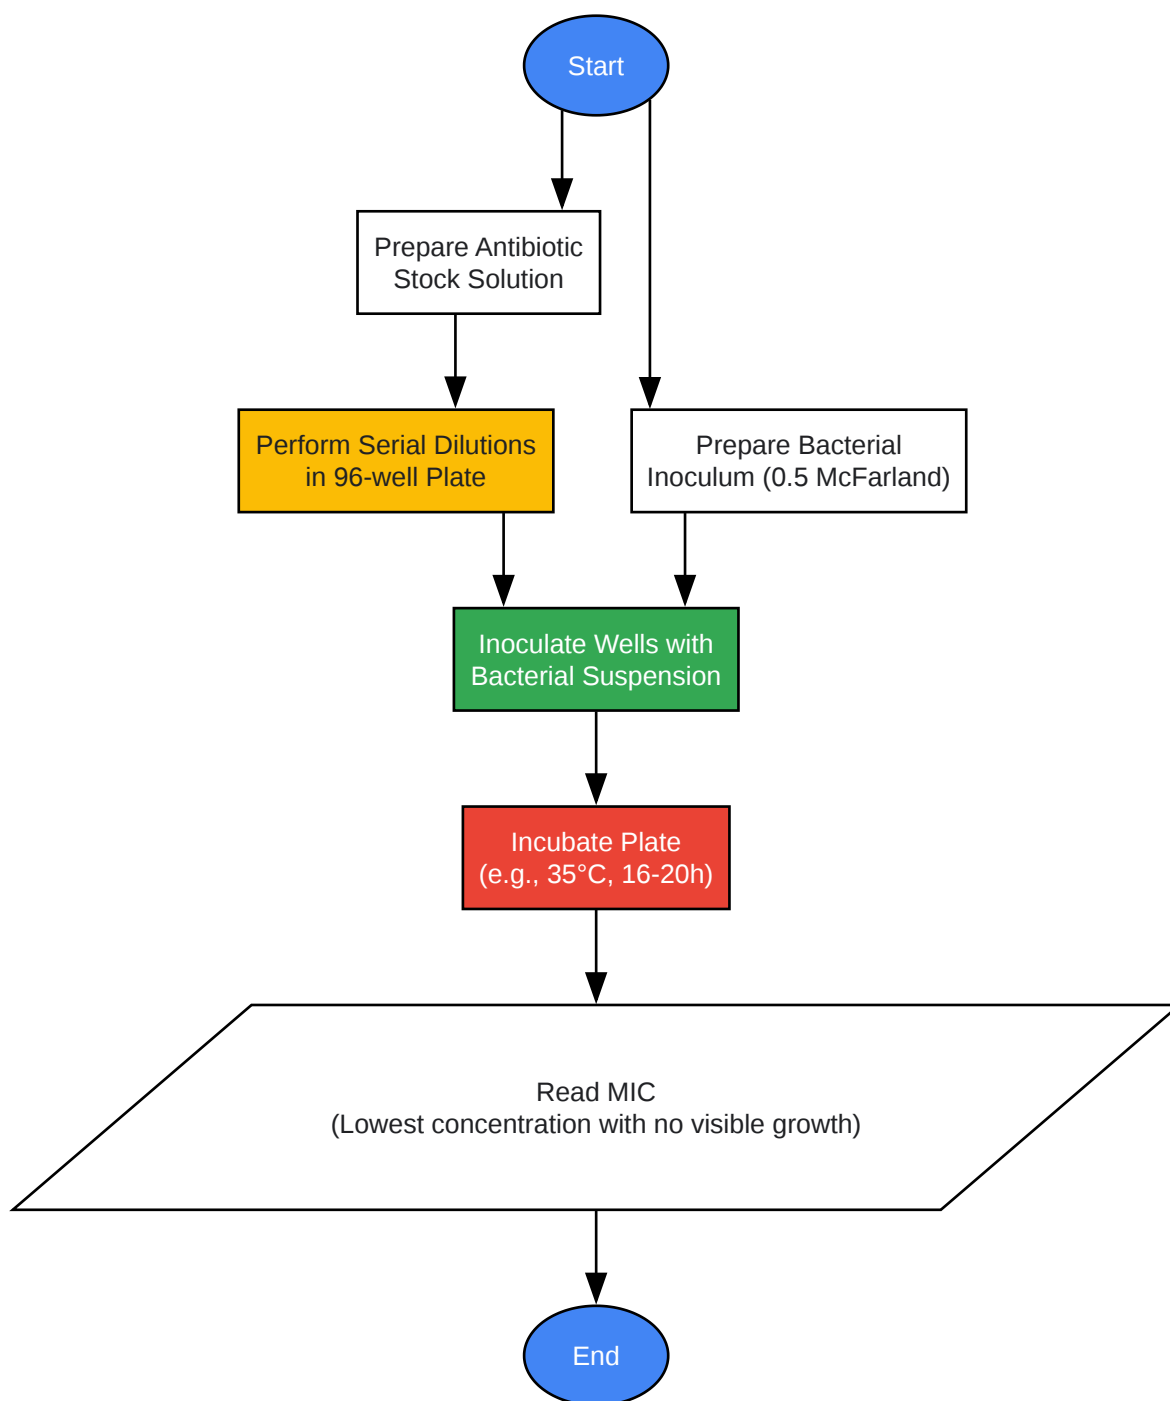 Start
Prepare Antibiotic
Stock Solution
Perform Serial Dilutions
in 96-well Plate
Prepare Bacterial
Inoculum (0.5 McFarland)
Inoculate Wells with
Bacterial Suspension
Incubate Plate
(e.g., 35°C, 16-20h)
Read MIC
(Lowest concentration with no visible growth)
End